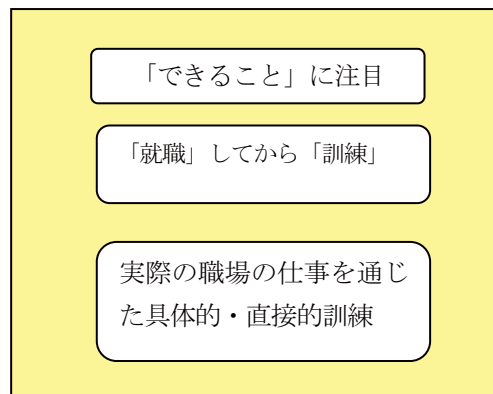 「できること」に注目
「就職」してから「訓練」
実際の職場の仕事を通じ
た具体的・直接的訓練